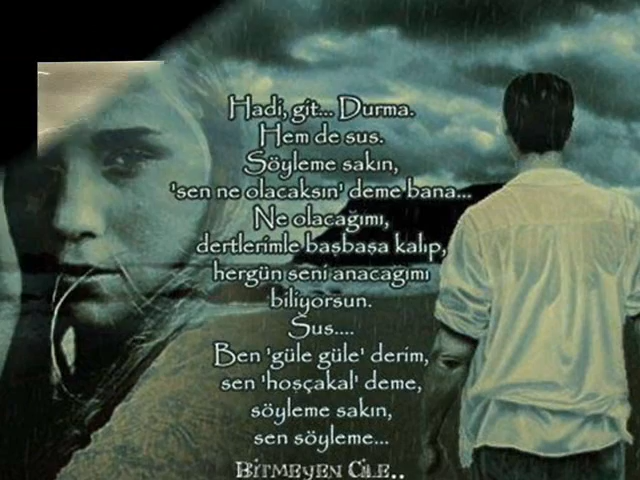 Hadi, git... Durma.
Hem de sus.
Söyleme sakın,
'sen ne olacaksın' deme bana...
Ne olacağımı,
dertlerimle başbaşa kalıp,
hergün seni anacağımı
biliyorsun.
Sus....
Ben 'güle güle' derim,
sen 'hoşçakal' deme,
söyleme sakın,
sen söyleme...
BİTMEYEN ÇİLE..